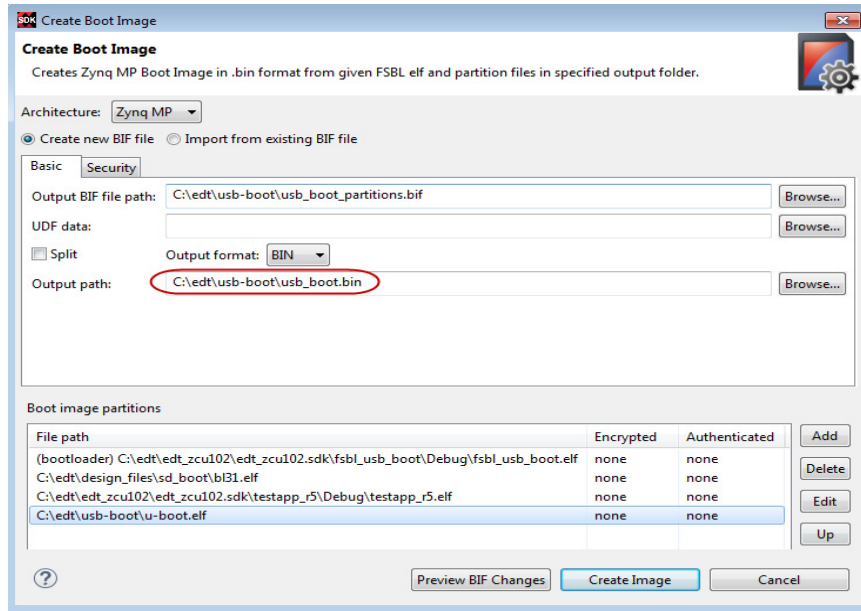 SDK Create Boot Image
Create Boot Image
Creates Zynq MP Boot Image in .bin format from given FSBL elf and partition files in specified output folder.
Architecture: Zynq MP
Create new BIF file Import from existing BIF file
Basic Security
Output BIF file path: C:\edt\usb-boot\usb_boot_partitions.bif Browse...
UDF data: Browse...
Split Output format: BIN
Output path: C:\edt\usb-boot\usb_boot.bin Browse...
Boot image partitions
File path Encrypted Authenticated Add
(bootloader) C:\edt\edt_zcu102\edt_zcu102.sdk\fsbl_usb_boot\Debug\fsbl_usb_boot.elf none none
C:\edt\design_files\sd_boot\bl31.elf none none Delete
C:\edt\edt_zcu102\edt_zcu102.sdk\testapp_r5\Debug\testapp_r5.elf none none Edit
C:\edt\usb-boot\u-boot.elf none none
Up
? Preview BIF Changes Create Image Cancel